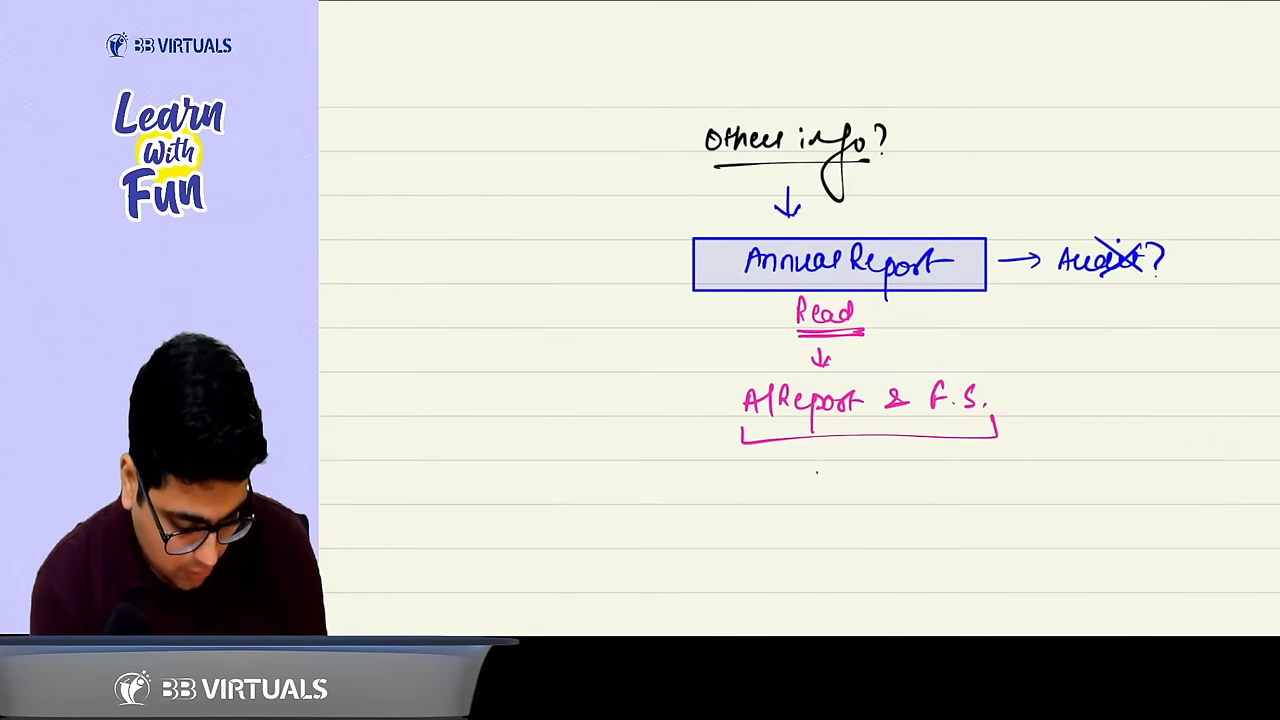 BB VIRTUALS
Learn
With
Fun
Other info?
↓
Annual Report → Audit?
Read
↓
A/Report & F.S.
BB VIRTUALS